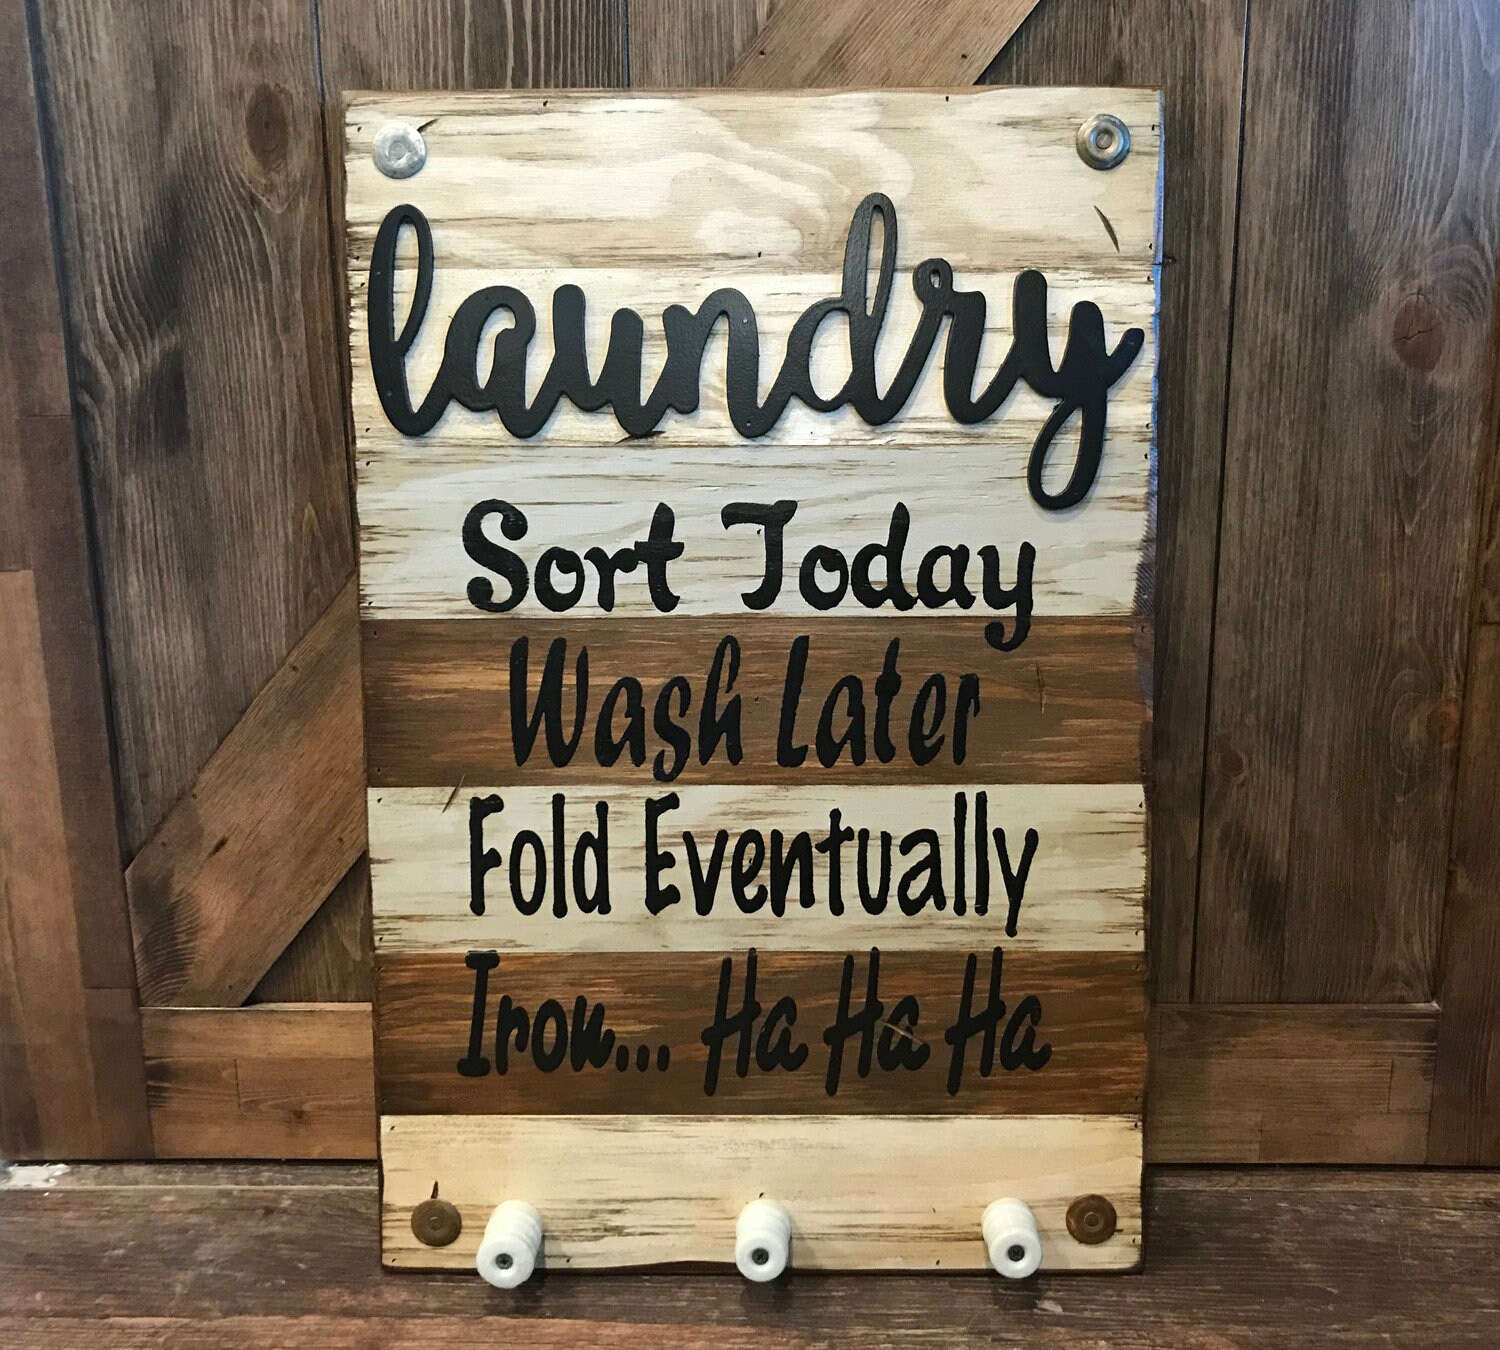 laundry
Sort Today
Wash Later
Fold Eventually
Iron... Ha Ha Ha